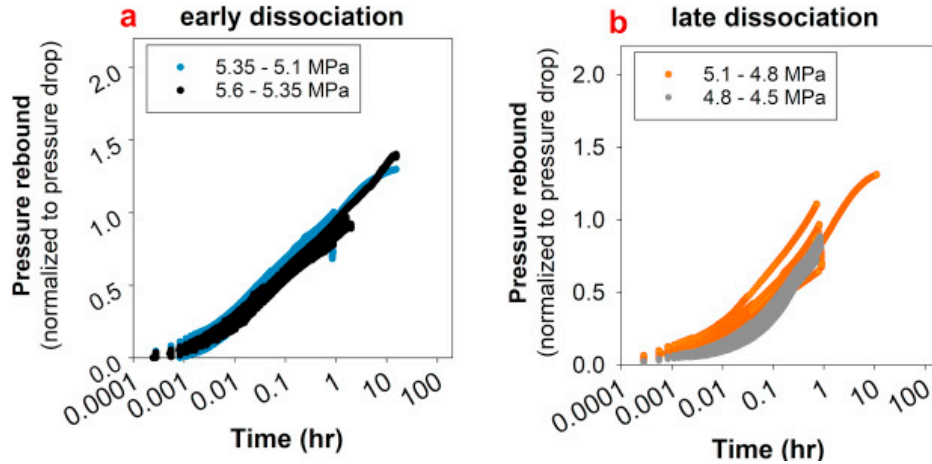 a early dissociation
5.35 - 5.1 MPa
5.6 - 5.35 MPa
Pressure rebound
(normalized to pressure drop)
2.0
1.5
1.0
0.5
0.0
0.0001 0.001 0.01 0.1 1 10 100
Time (hr)
b late dissociation
5.1 - 4.8 MPa
4.8 - 4.5 MPa
Pressure rebound
(normalized to pressure drop)
2.0
1.5
1.0
0.5
0.0
0.0001 0.001 0.01 0.1 1 10 100
Time (hr)